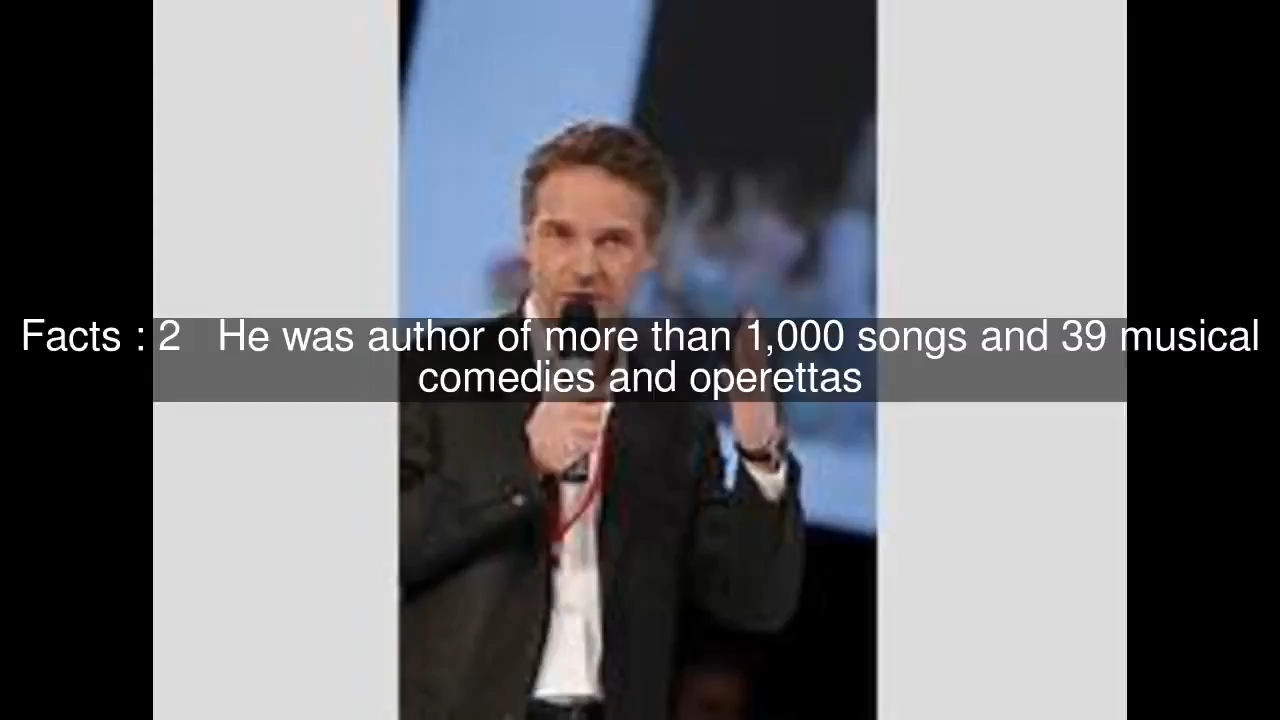 Facts : 2   He was author of more than 1,000 songs and 39 musical
comedies and operettas